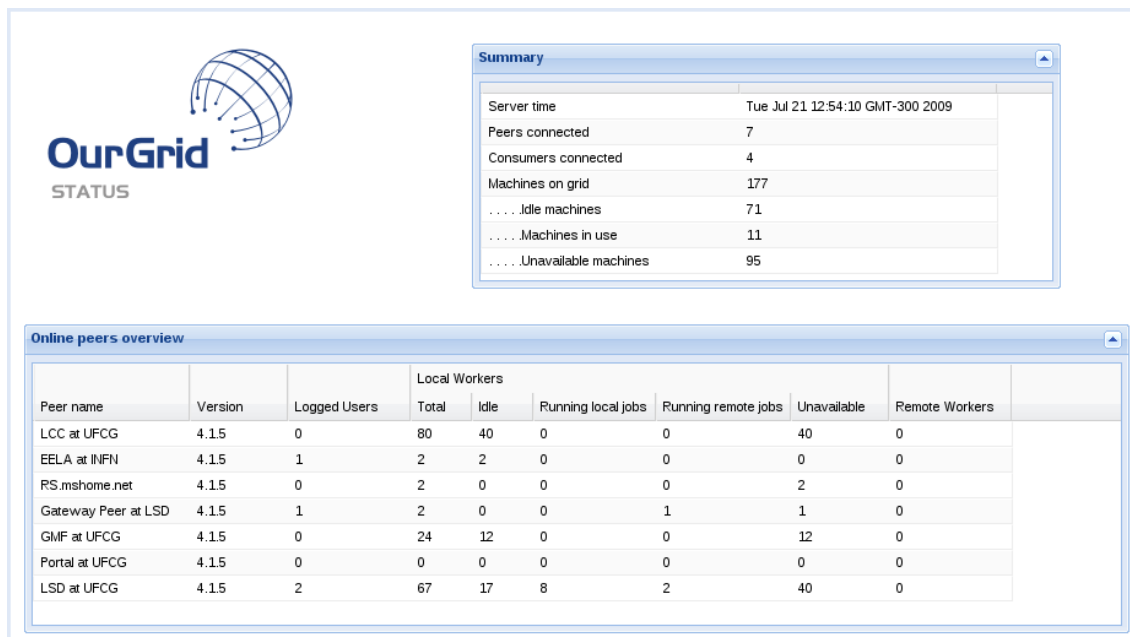 OurGrid
STATUS
Summary
Server time Tue Jul 21 12:54:10 GMT-300 2009
Peers connected 7
Consumers connected 4
Machines on grid 177
. . . . .Idle machines 71
. . . . .Machines in use 11
. . . . .Unavailable machines 95
Online peers overview
Local Workers
Peer name Version Logged Users Total Idle Running local jobs Running remote jobs Unavailable Remote Workers
LCC at UFCG 4.1.5 0 80 40 0 0 40 0
EELA at INFN 4.1.5 1 2 2 0 0 0 0
RS.mshome.net 4.1.5 0 2 0 0 0 2 0
Gateway Peer at LSD 4.1.5 1 2 0 0 1 1 0
GMF at UFCG 4.1.5 0 24 12 0 0 12 0
Portal at UFCG 4.1.5 0 0 0 0 0 0 0
LSD at UFCG 4.1.5 2 67 17 8 2 40 0